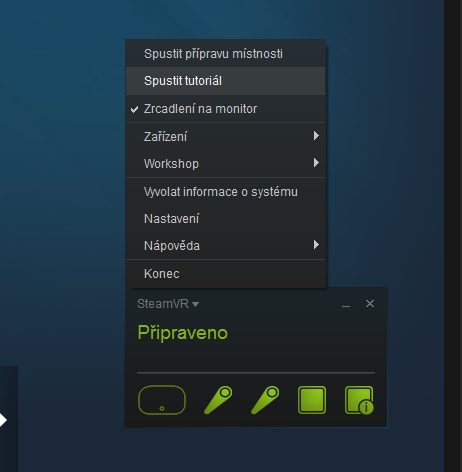 Spustit přípravu místnosti
Spustit tutoriál
Zrcadlení na monitor
Zařízení
Workshop
Vyvolat informace o systému
Nastavení
Nápověda
Konec
SteamVR
Připraveno